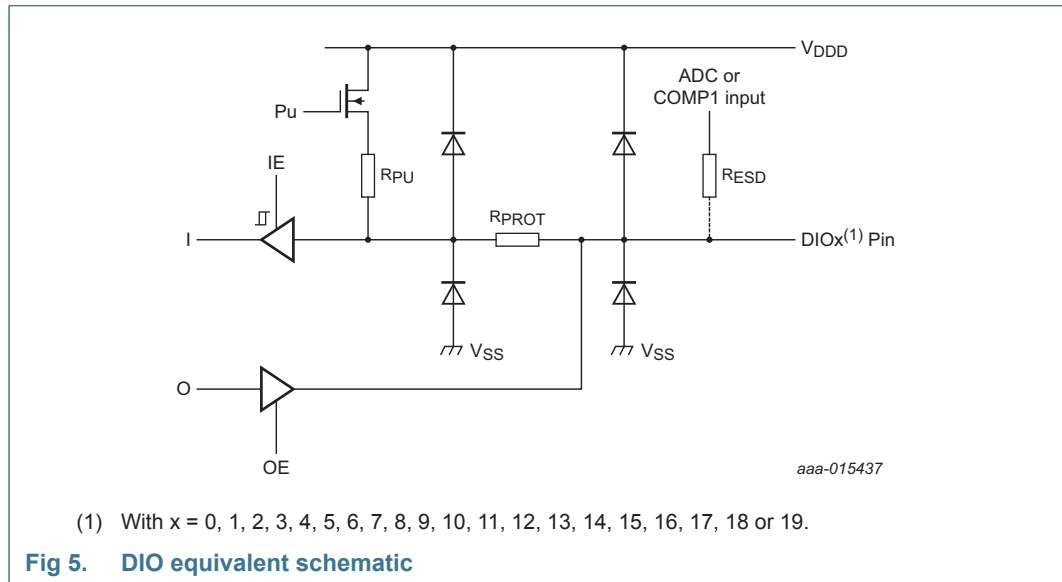 VDDD
ADC or
COMP1 input
Pu
IE
RPU
RESD
RPROT
I
DIOx(1) Pin
VSS
VSS
O
OE
aaa-015437
(1) With x = 0, 1, 2, 3, 4, 5, 6, 7, 8, 9, 10, 11, 12, 13, 14, 15, 16, 17, 18 or 19.
Fig 5. DIO equivalent schematic